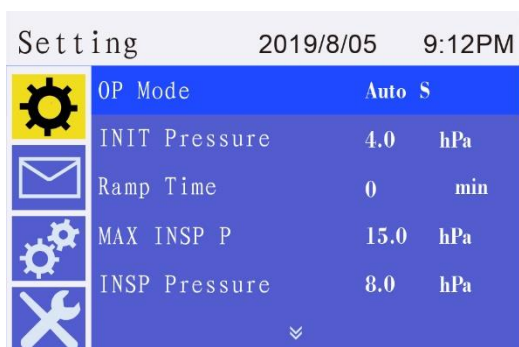 Setting 2019/8/05 9:12PM
OP Mode Auto S
INIT Pressure 4.0 hPa
Ramp Time 0 min
MAX INSP P 15.0 hPa
INSP Pressure 8.0 hPa